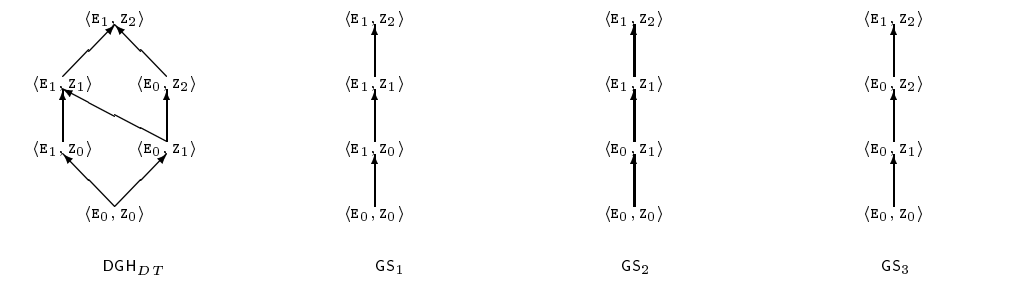 ⟨E₁, Z₂⟩ ⟨E₁, Z₂⟩ ⟨E₁, Z₂⟩ ⟨E₁, Z₂⟩
⟨E₁, Z₁⟩ ⟨E₀, Z₂⟩ ⟨E₁, Z₁⟩ ⟨E₁, Z₁⟩ ⟨E₀, Z₂⟩
⟨E₁, Z₀⟩ ⟨E₀, Z₁⟩ ⟨E₁, Z₀⟩ ⟨E₀, Z₁⟩ ⟨E₀, Z₁⟩
⟨E₀, Z₀⟩ ⟨E₀, Z₀⟩ ⟨E₀, Z₀⟩ ⟨E₀, Z₀⟩
DGH_DT GS₁ GS₂ GS₃